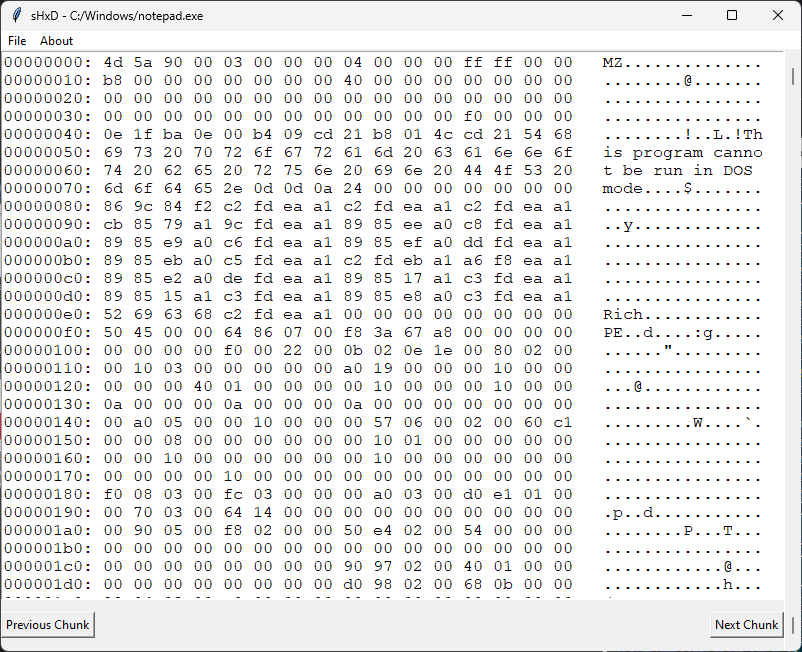 sHxD - C:/Windows/notepad.exe
File About
00000000: 4d 5a 90 00 03 00 00 00 04 00 00 00 ff ff 00 00 MZ..............
00000010: b8 00 00 00 00 00 00 00 40 00 00 00 00 00 00 00 ........@.......
00000020: 00 00 00 00 00 00 00 00 00 00 00 00 00 00 00 00 ................
00000030: 00 00 00 00 00 00 00 00 00 00 00 00 f0 00 00 00 ................
00000040: 0e 1f ba 0e 00 b4 09 cd 21 b8 01 4c cd 21 54 68 ........!..L.!Th
00000050: 69 73 20 70 72 6f 67 72 61 6d 20 63 61 6e 6e 6f is program canno
00000060: 74 20 62 65 20 72 75 6e 20 69 6e 20 44 4f 53 20 t be run in DOS
00000070: 6d 6f 64 65 2e 0d 0d 0a 24 00 00 00 00 00 00 00 mode....$.......
00000080: 86 9c 84 f2 c2 fd ea a1 c2 fd ea a1 c2 fd ea a1 ................
00000090: cb 85 79 a1 9c fd ea a1 89 85 ee a0 c8 fd ea a1 ..y.............
000000a0: 89 85 e9 a0 c6 fd ea a1 89 85 ef a0 dd fd ea a1 ................
000000b0: 89 85 eb a0 c5 fd ea a1 c2 fd eb a1 a6 f8 ea a1 ................
000000c0: 89 85 e2 a0 de fd ea a1 89 85 17 a1 c3 fd ea a1 ................
000000d0: 89 85 15 a1 c3 fd ea a1 89 85 e8 a0 c3 fd ea a1 ................
000000e0: 52 69 63 68 c2 fd ea a1 00 00 00 00 00 00 00 00 Rich............
000000f0: 50 45 00 00 64 86 07 00 f8 3a 67 a8 00 00 00 00 PE..d....:g.....
00000100: 00 00 00 00 f0 00 22 00 0b 02 0e 1e 00 80 02 00 ......".........
00000110: 00 10 03 00 00 00 00 00 a0 19 00 00 00 10 00 00 ................
00000120: 00 00 00 40 01 00 00 00 00 10 00 00 00 10 00 00 ...@............
00000130: 0a 00 00 00 0a 00 00 00 0a 00 00 00 00 00 00 00 ................
00000140: 00 a0 05 00 00 10 00 00 00 57 06 00 02 00 60 c1 .........W....`.
00000150: 00 00 08 00 00 00 00 00 00 10 01 00 00 00 00 00 ................
00000160: 00 00 10 00 00 00 00 00 00 10 00 00 00 00 00 00 ................
00000170: 00 00 00 00 10 00 00 00 00 00 00 00 00 00 00 00 ................
00000180: f0 08 03 00 fc 03 00 00 00 a0 03 00 d0 e1 01 00 ................
00000190: 00 70 03 00 64 14 00 00 00 00 00 00 00 00 00 00 .p..d...........
000001a0: 00 90 05 00 f8 02 00 00 50 e4 02 00 54 00 00 00 ........P...T...
000001b0: 00 00 00 00 00 00 00 00 00 00 00 00 00 00 00 00 ................
000001c0: 00 00 00 00 00 00 00 00 90 97 02 00 40 01 00 00 ............@...
000001d0: 00 00 00 00 00 00 00 00 d0 98 02 00 68 0b 00 00 ............h...
Previous Chunk Next Chunk